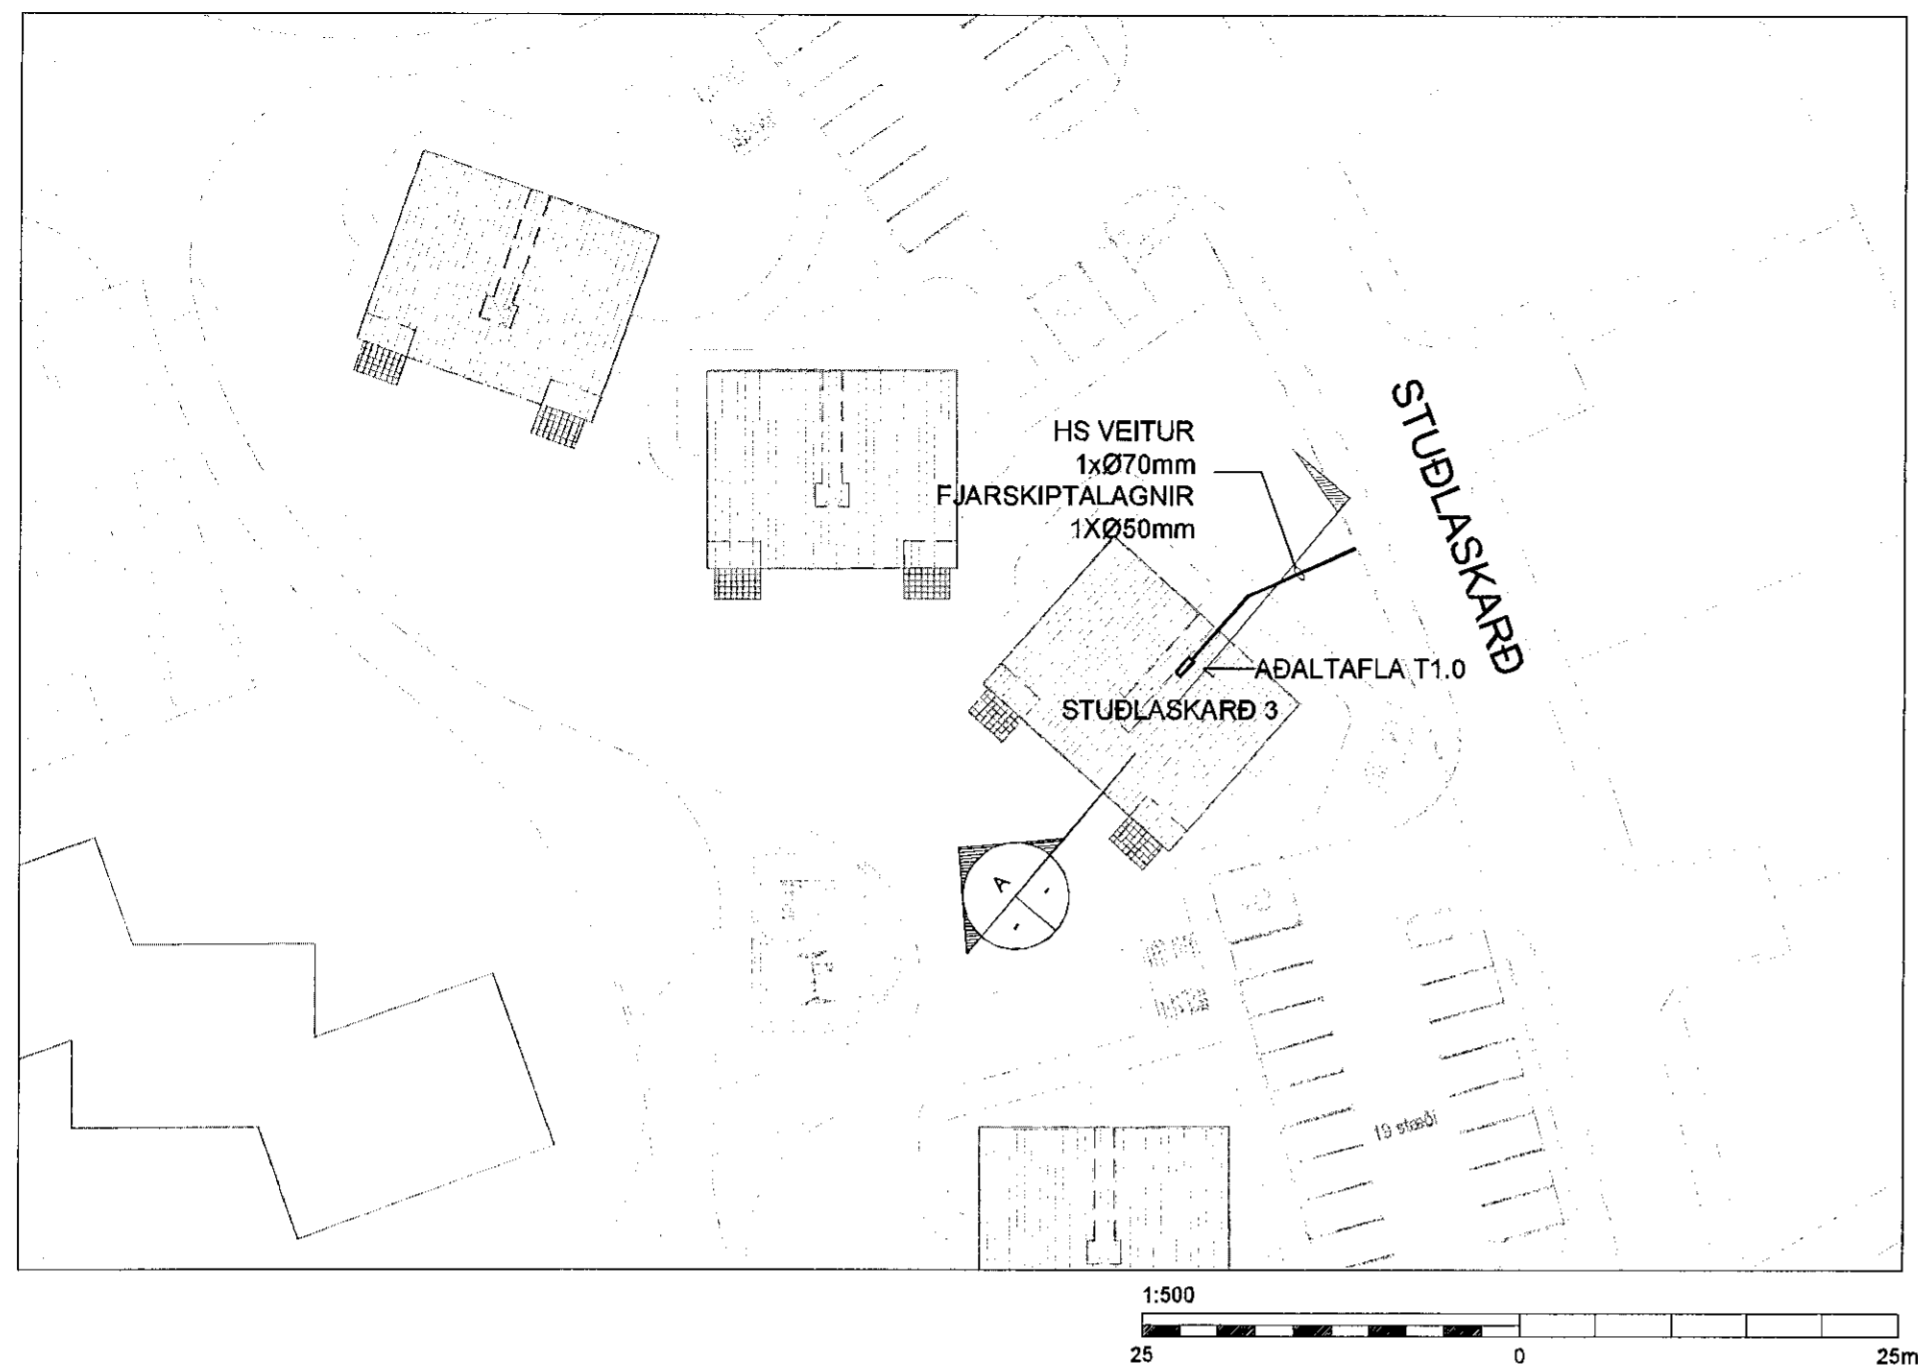 HS VEITUR
1xØ70mm
FJARSKIPTALAGNIR
1XØ50mm
STUÐLASKARÐ
AÐALTAFLA T1.0
STUÐLASKARÐ 3
A
-
-
19 stæði
1:500
25
0
25m